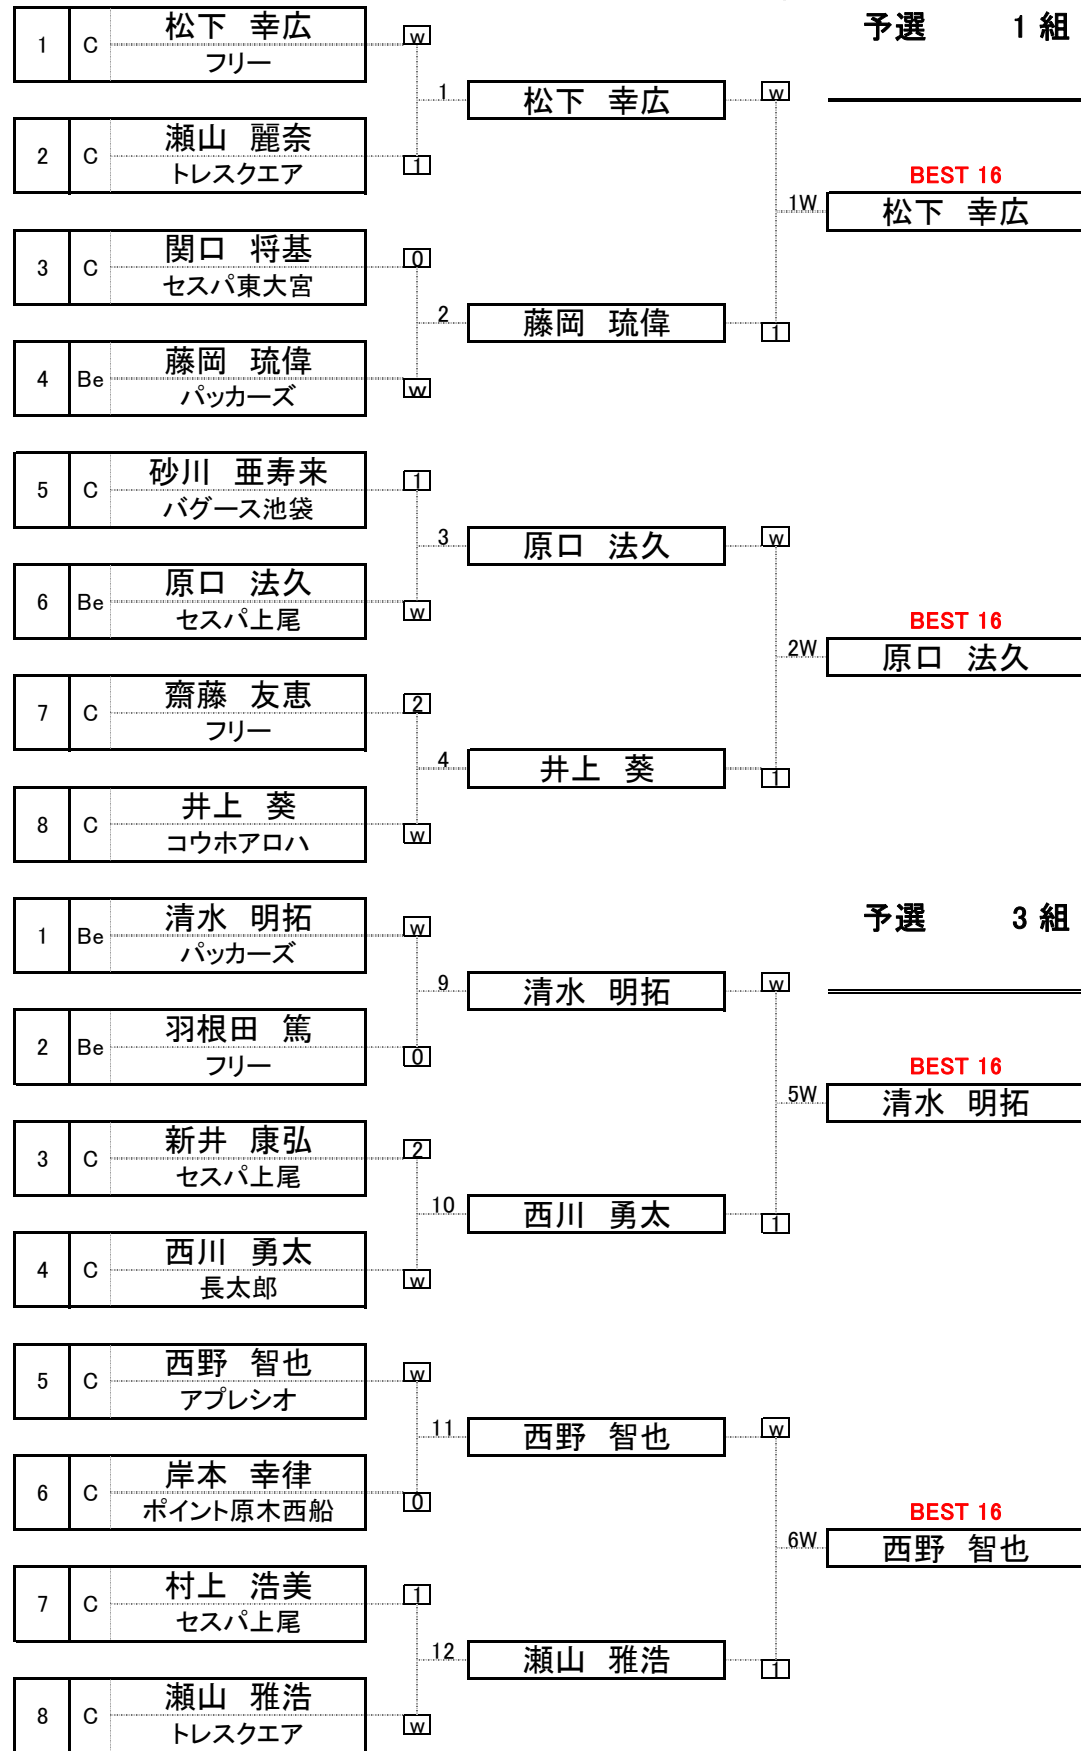 予選 1 組
1 C 松下 幸広
フリー
w
1 松下 幸広 w
2 C 瀬山 麗奈
トレスクエア
1
BEST 16
1W 松下 幸広
3 C 関口 将基
セスパ東大宮
0
2 藤岡 琉偉 1
4 Be 藤岡 琉偉
パッカーズ
w
5 C 砂川 亜寿来
バグース池袋
1
3 原口 法久 w
6 Be 原口 法久
セスパ上尾
w
BEST 16
2W 原口 法久
7 C 齋藤 友恵
フリー
2
4 井上 葵 1
8 C 井上 葵
コウホアロハ
w
予選 3 組
1 Be 清水 明拓
パッカーズ
w
9 清水 明拓 w
2 Be 羽根田 篤
フリー
0
BEST 16
5W 清水 明拓
3 C 新井 康弘
セスパ上尾
2
10 西川 勇太 1
4 C 西川 勇太
長太郎
w
5 C 西野 智也
アプレシオ
w
11 西野 智也 w
6 C 岸本 幸律
ポイント原木西船
0
BEST 16
6W 西野 智也
7 C 村上 浩美
セスパ上尾
1
12 瀬山 雅浩 1
8 C 瀬山 雅浩
トレスクエア
w